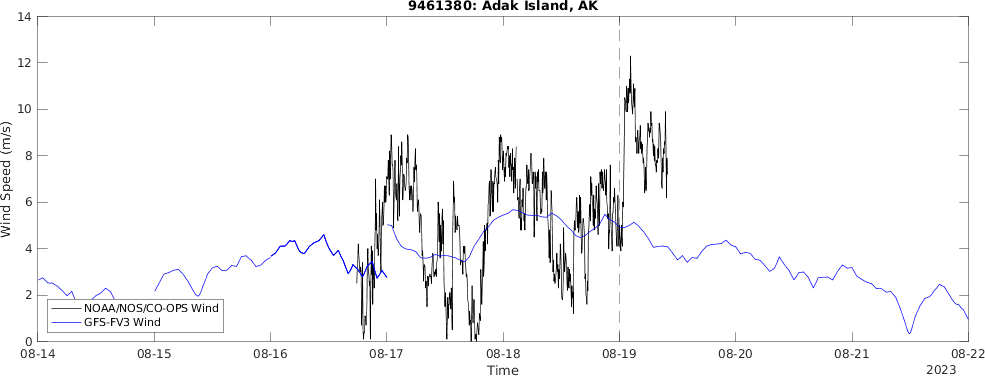 9461380: Adak Island, AK
14
12
10
8
6
4
2
0
Wind Speed (m/s)
NOAA/NOS/CO-OPS Wind
GFS-FV3 Wind
08-14 08-15 08-16 08-17 08-18 08-19 08-20 08-21 08-22
Time
2023